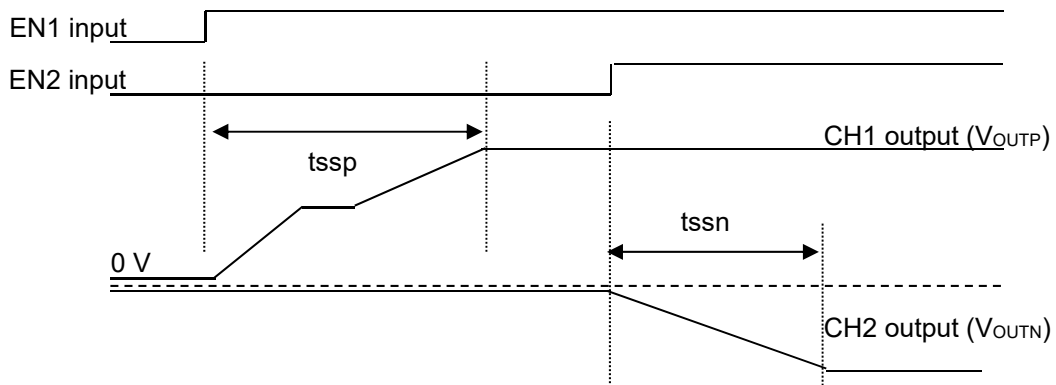 EN1 input
EN2 input
CH1 output (VOUTP)
tssp
tssn
0 V
CH2 output (VOUTN)